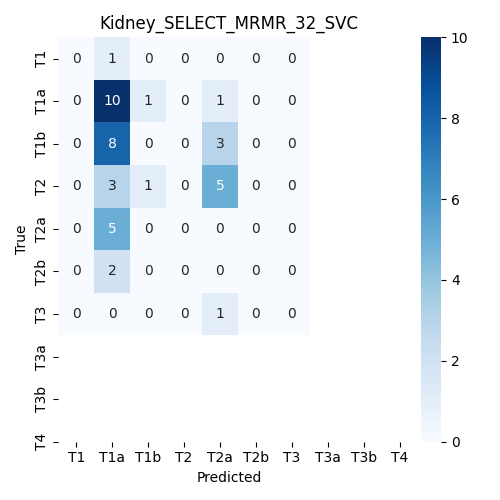 Kidney_SELECT_MRMR_32_SVC
T1 0 1 0 0 0 0 0
T1a 0 10 1 0 1 0 0
T1b 0 8 0 0 3 0 0
T2 0 3 1 0 5 0 0
T2a 0 5 0 0 0 0 0
T2b 0 2 0 0 0 0 0
T3 0 0 0 0 1 0 0
T3a
T3b
T4
True
T1 T1a T1b T2 T2a T2b T3 T3a T3b T4
Predicted
10
8
6
4
2
0